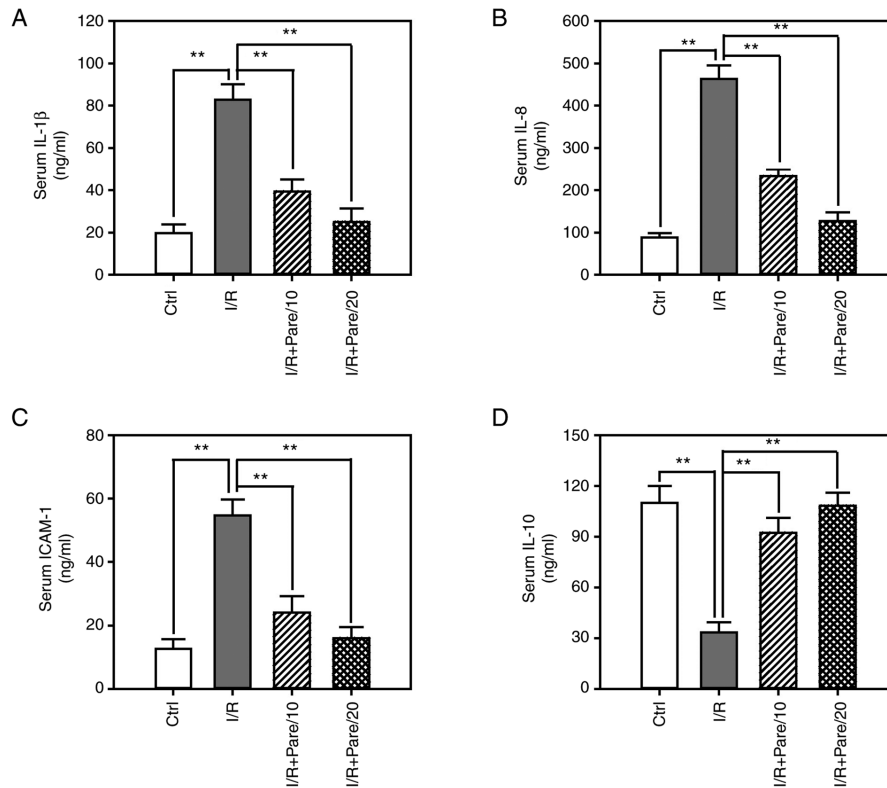 A
Serum IL-1β
(ng/ml)
120
100
80
60
40
20
0
**
**
**
Ctrl
I/R
I/R+Pare/10
I/R+Pare/20
B
Serum IL-8
(ng/ml)
600
500
400
300
200
100
0
**
**
**
Ctrl
I/R
I/R+Pare/10
I/R+Pare/20
C
Serum ICAM-1
(ng/ml)
80
60
40
20
0
**
**
**
Ctrl
I/R
I/R+Pare/10
I/R+Pare/20
D
Serum IL-10
(ng/ml)
150
120
90
60
30
0
**
**
**
Ctrl
I/R
I/R+Pare/10
I/R+Pare/20